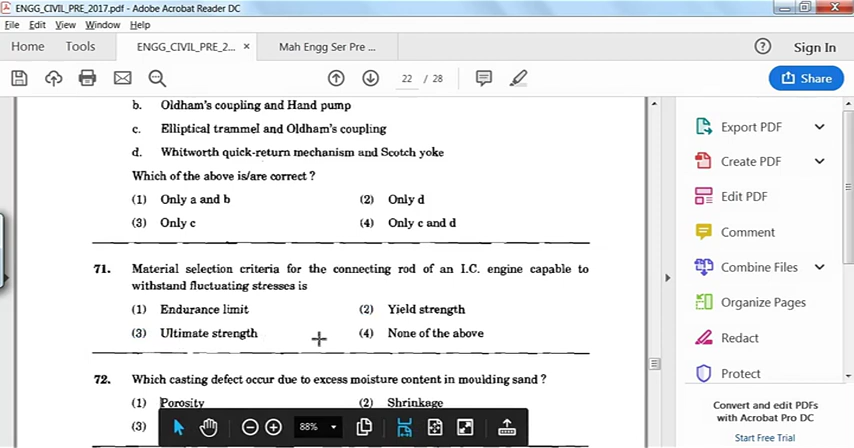 ENGG_CIVIL_PRE_2017.pdf - Adobe Acrobat Reader DC
File Edit View Window Help
Home Tools ENGG_CIVIL_PRE_2... × Mah Engg Ser Pre ... ? Sign In
22 / 28 Share
b. Oldham's coupling and Hand pump
c. Elliptical trammel and Oldham's coupling
d. Whitworth quick-return mechanism and Scotch yoke
Which of the above is/are correct ?
(1) Only a and b (2) Only d
(3) Only c (4) Only c and d
71. Material selection criteria for the connecting rod of an I.C. engine capable to
withstand fluctuating stresses is
(1) Endurance limit (2) Yield strength
(3) Ultimate strength (4) None of the above
72. Which casting defect occur due to excess moisture content in moulding sand ?
(1) Porosity (2) Shrinkage
(3)
88%
Export PDF
Create PDF
Edit PDF
Comment
Combine Files
Organize Pages
Redact
Protect
Convert and edit PDFs
with Acrobat Pro DC
Start Free Trial